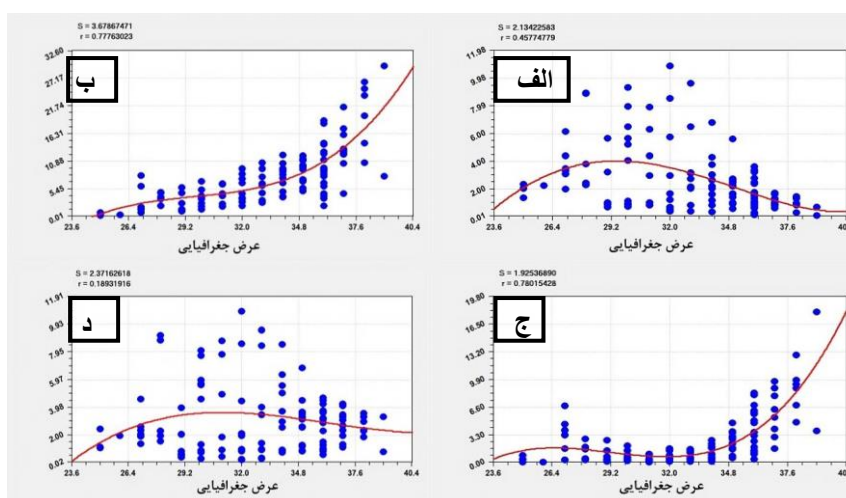 S = 3.67867471
r = 0.77763023
ب
32.60
27.17
21.74
16.31
10.88
5.45
0.01
23.6 26.4 29.2 32.0 34.8 37.6 40.4
عرض جغرافیایی
S = 2.13422583
r = 0.45774779
الف
11.98
9.98
7.99
6.00
4.00
2.00
0.01
23.6 26.4 29.2 32.0 34.8 37.6 40.
عرض جغرافیایی
S = 2.37162618
r = 0.18931916
د
11.91
9.93
7.95
5.97
3.98
2.00
0.02
23.6 26.4 29.2 32.0 34.8 37.6 40.4
عرض جغرافیایی
S = 1.92536890
r = 0.78015428
ج
19.80
16.50
13.20
9.90
6.60
3.30
0.00
23.6 26.4 29.2 32.0 34.8 37.6 40.4
عرض جغرافیایی